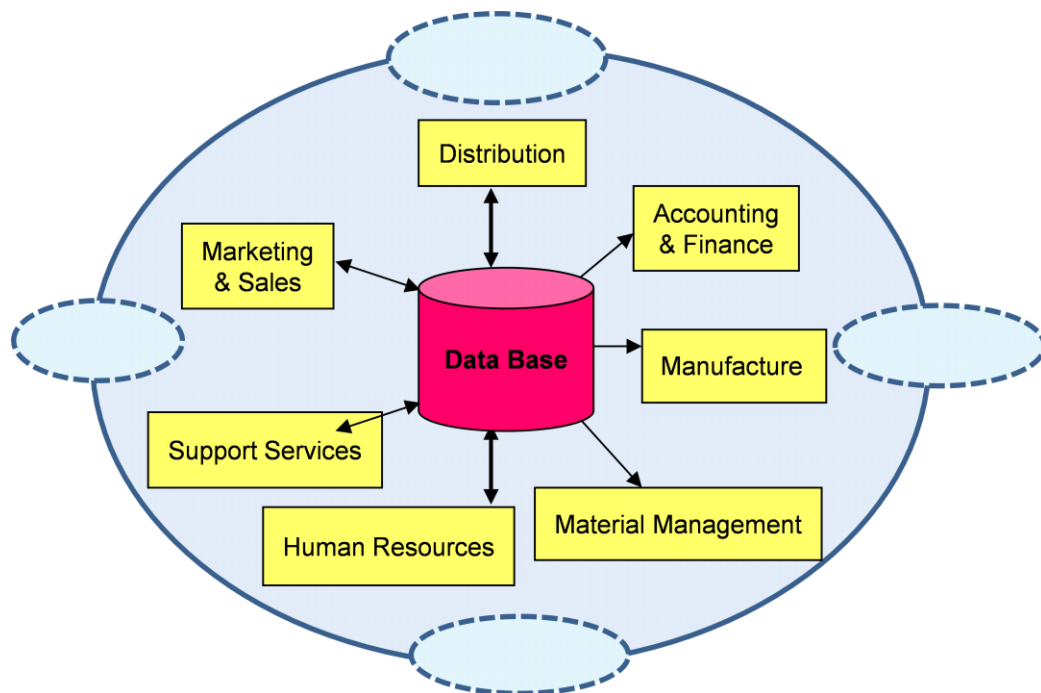 Distribution
Accounting
& Finance
Marketing
& Sales
Data Base
Manufacture
Support Services
Material Management
Human Resources